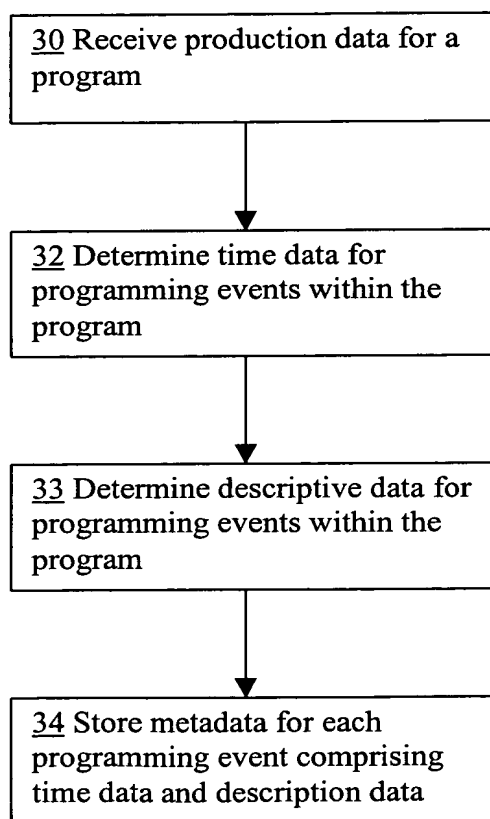 30 Receive production data for a
program
32 Determine time data for
programming events within the
program
33 Determine descriptive data for
programming events within the
program
34 Store metadata for each
programming event comprising
time data and description data